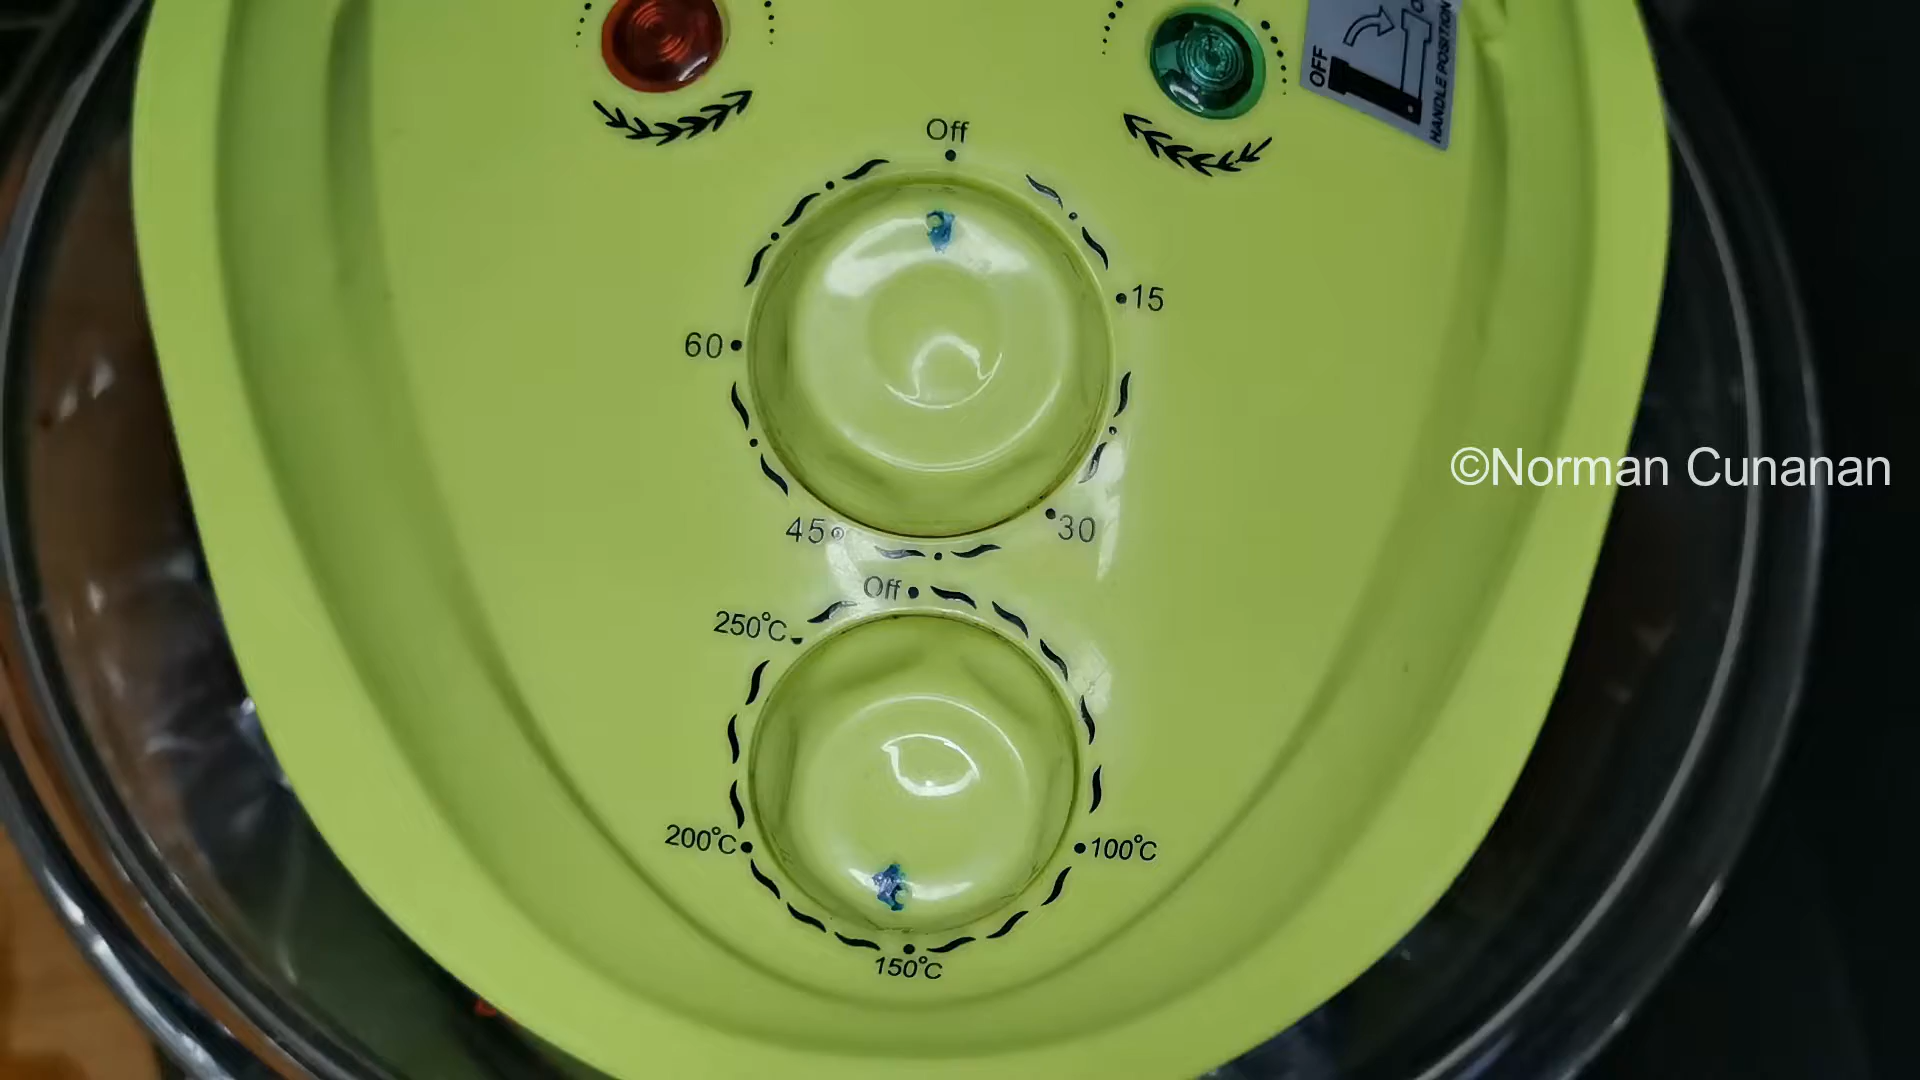 OFF
HANDLE POSITION
Off
15
60
©Norman Cunanan
45
30
Off
250°C
200°C
100°C
150°C